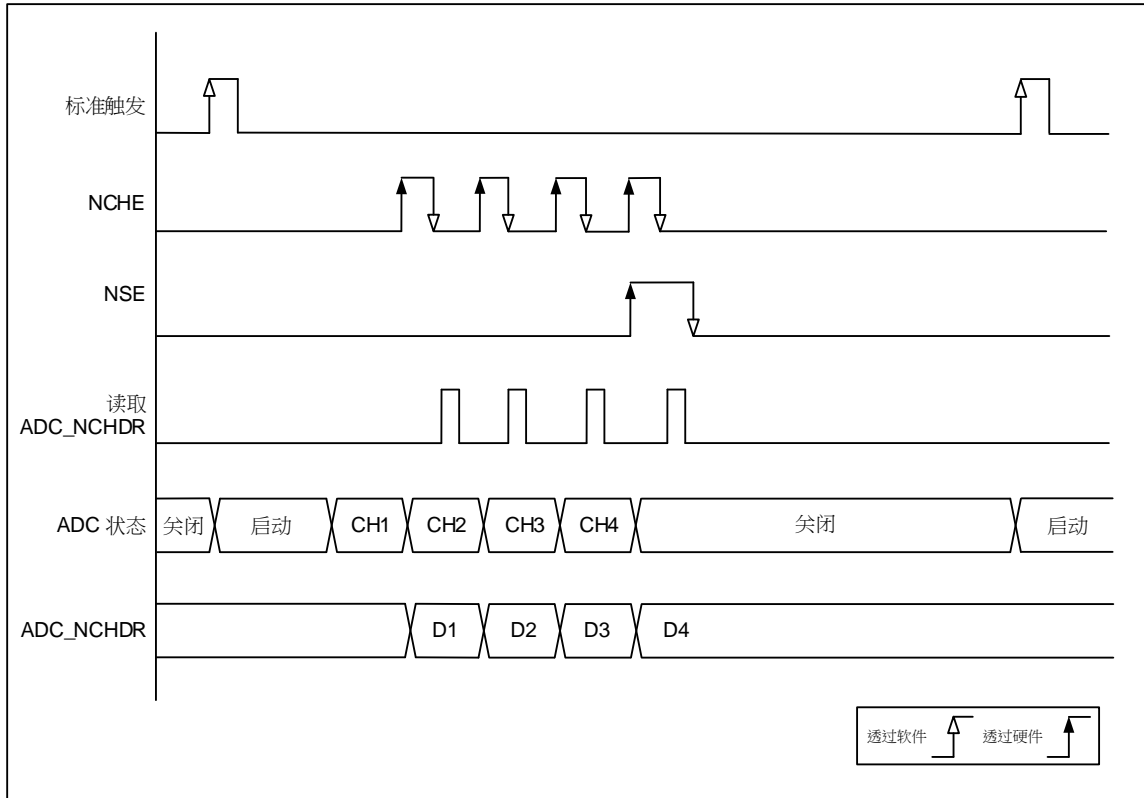 标准触发
NCHE
NSE
读取
ADC_NCHDR
ADC 状态
关闭
启动
CH1
CH2
CH3
CH4
关闭
启动
ADC_NCHDR
D1
D2
D3
D4
透过软件
透过硬件